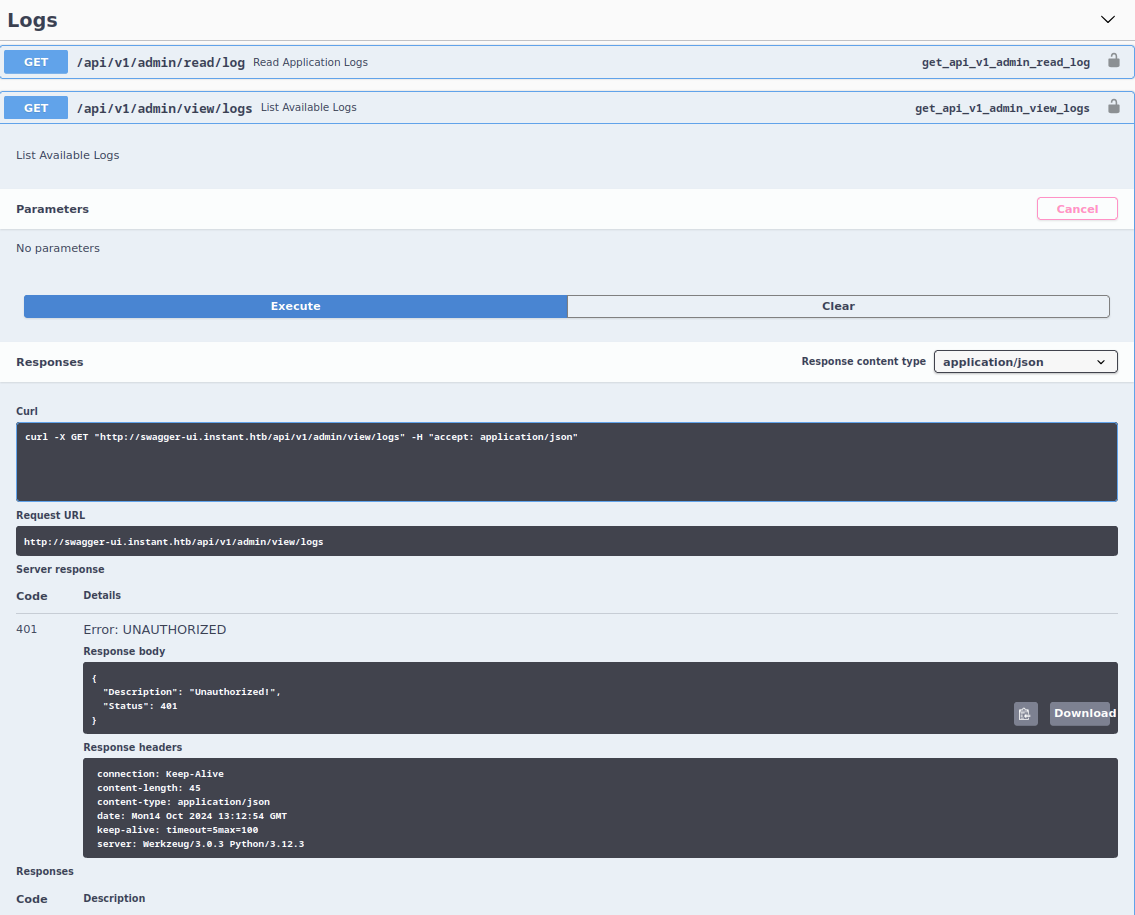 Logs
GET /api/v1/admin/read/log Read Application Logs get_api_v1_admin_read_log
GET /api/v1/admin/view/logs List Available Logs get_api_v1_admin_view_logs
List Available Logs
Parameters Cancel
No parameters
Execute Clear
Responses Response content type application/json
Curl
curl -X GET "http://swagger-ui.instant.htb/api/v1/admin/view/logs" -H "accept: application/json"
Request URL
http://swagger-ui.instant.htb/api/v1/admin/view/logs
Server response
Code Details
401 Error: UNAUTHORIZED
Response body
{
  "Description": "Unauthorized!",
  "Status": 401
}
Download
Response headers
connection: Keep-Alive
content-length: 45
content-type: application/json
date: Mon14 Oct 2024 13:12:54 GMT
keep-alive: timeout=5max=100
server: Werkzeug/3.0.3 Python/3.12.3
Responses
Code Description